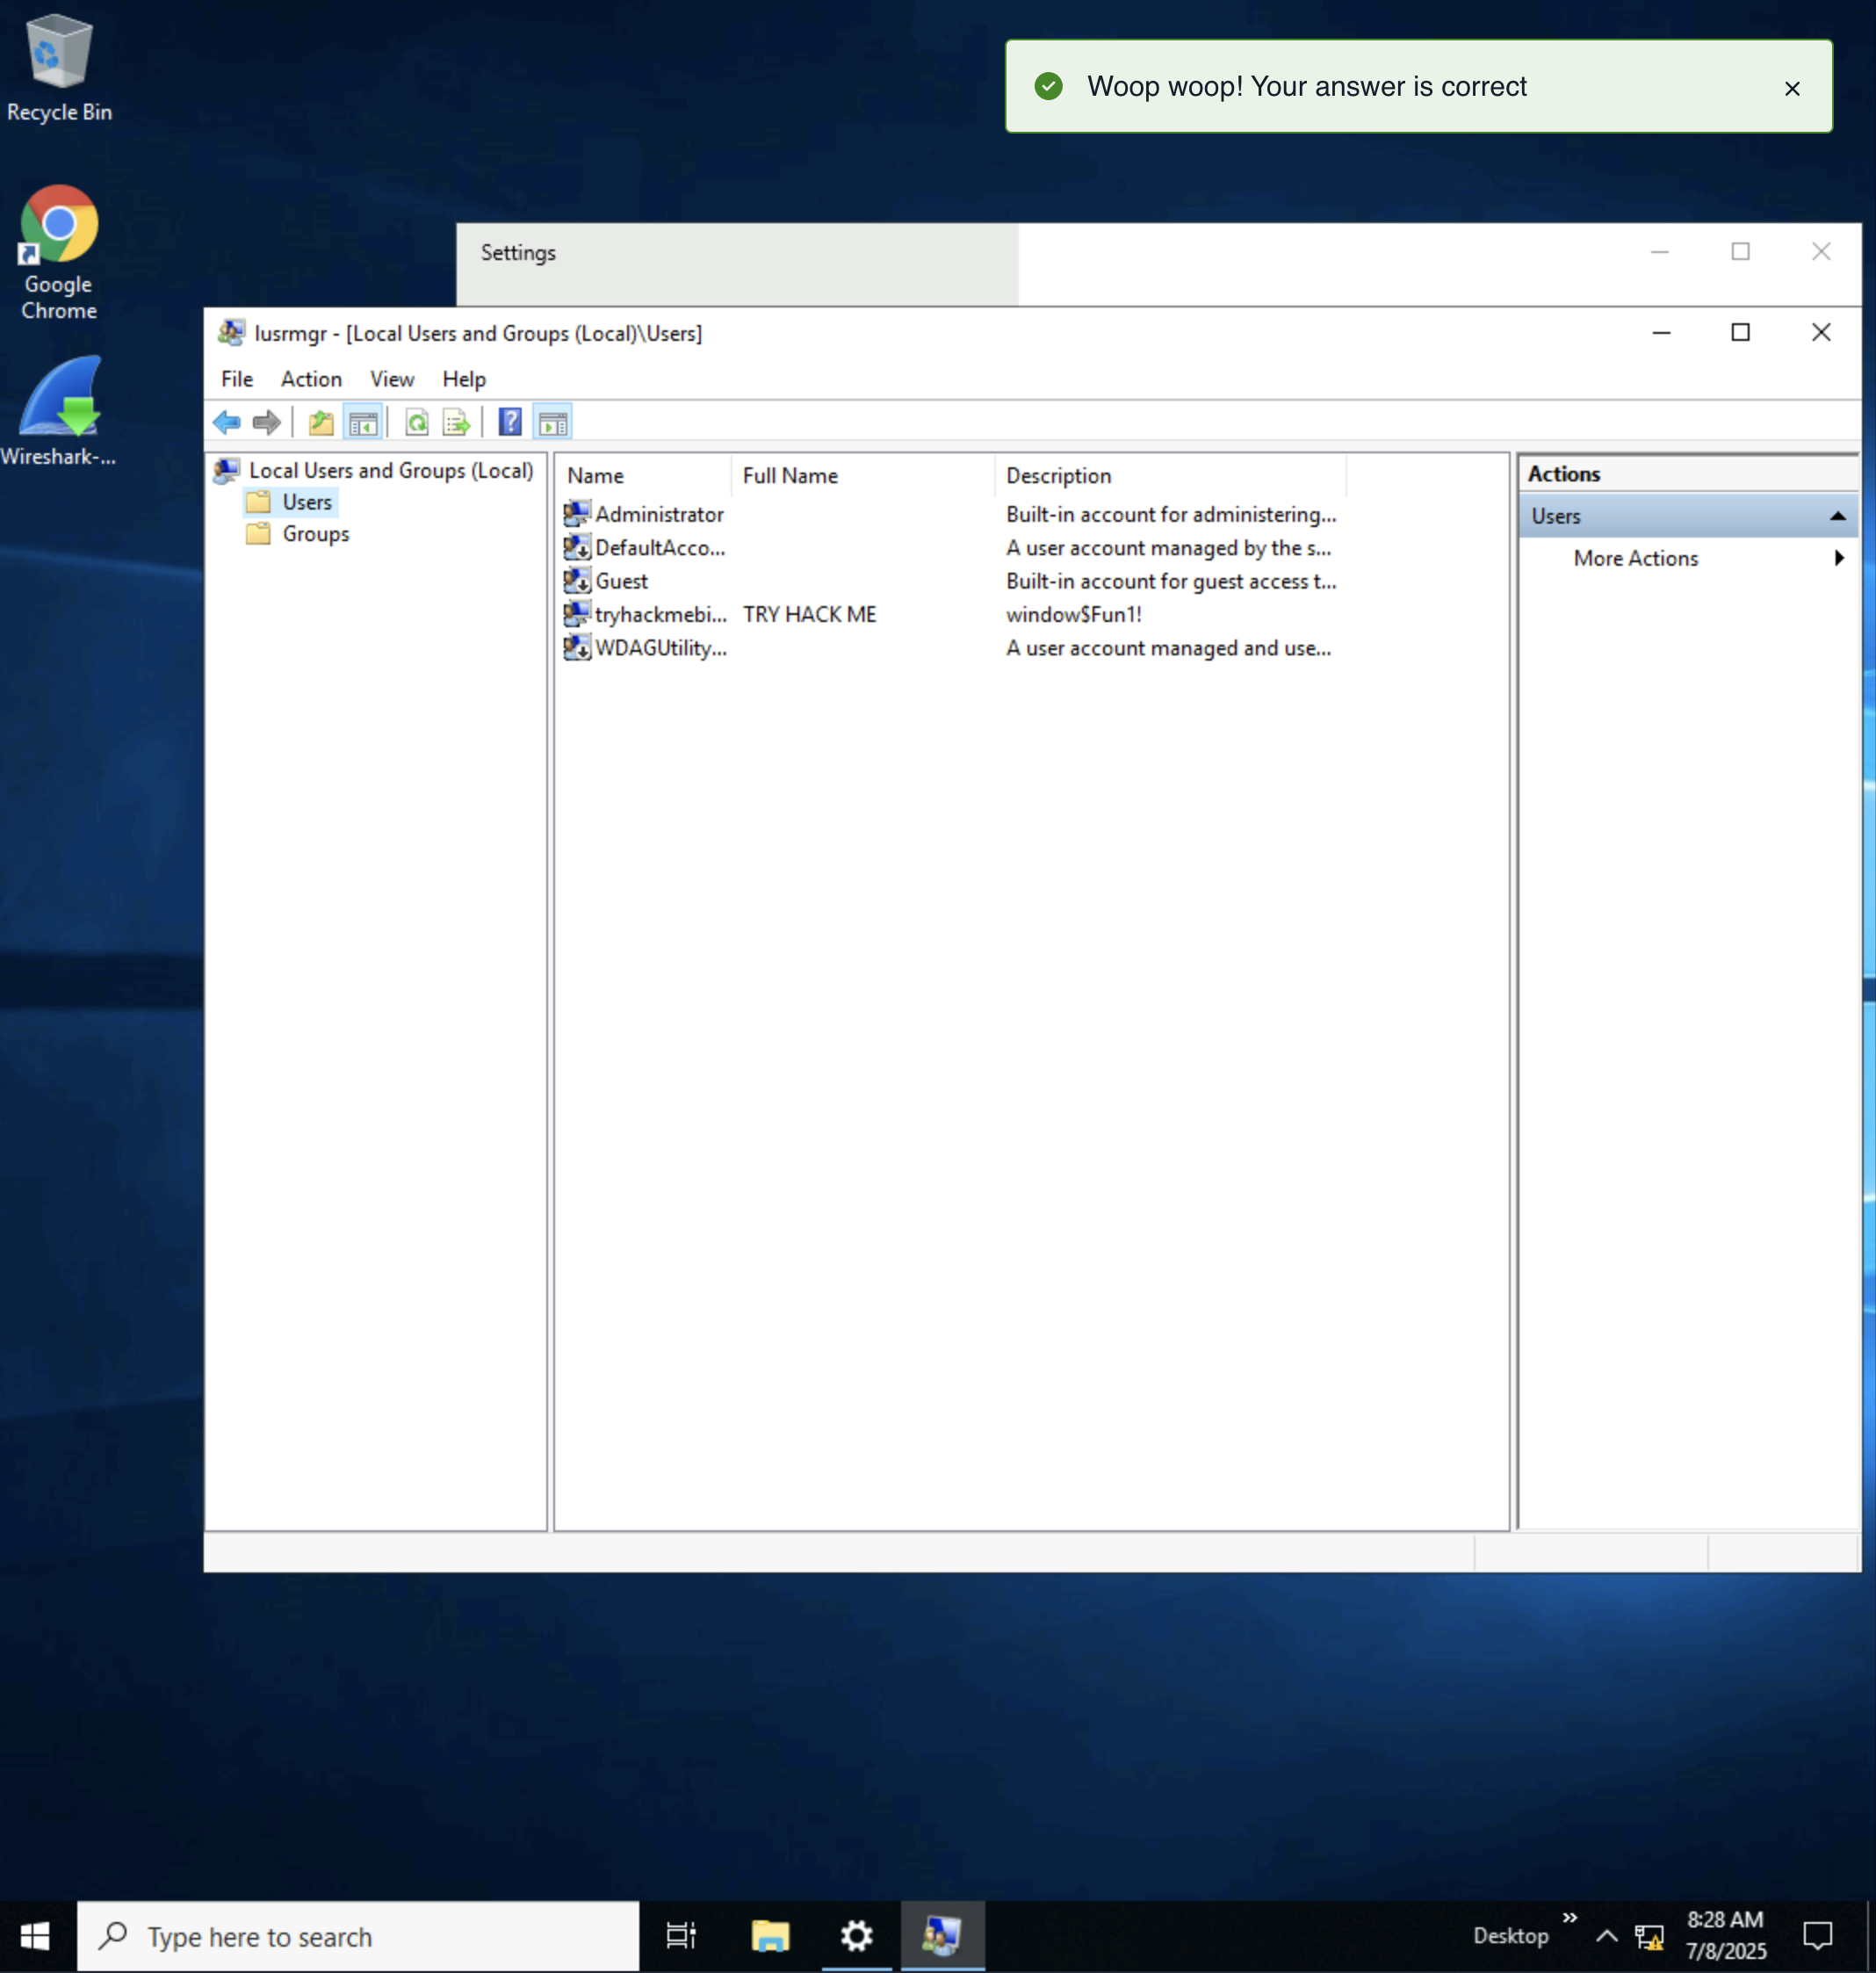 Recycle Bin
Woop woop! Your answer is correct
Google
Chrome
Settings
lusrmgr - [Local Users and Groups (Local)\Users]
File Action View Help
Wireshark-...
Local Users and Groups (Local)
Users
Groups
Name Full Name Description
Administrator Built-in account for administering...
DefaultAcco... A user account managed by the s...
Guest Built-in account for guest access t...
tryhackmebi... TRY HACK ME window$Fun1!
WDAGUtility... A user account managed and use...
Actions
Users
More Actions
Type here to search
Desktop
8:28 AM
7/8/2025